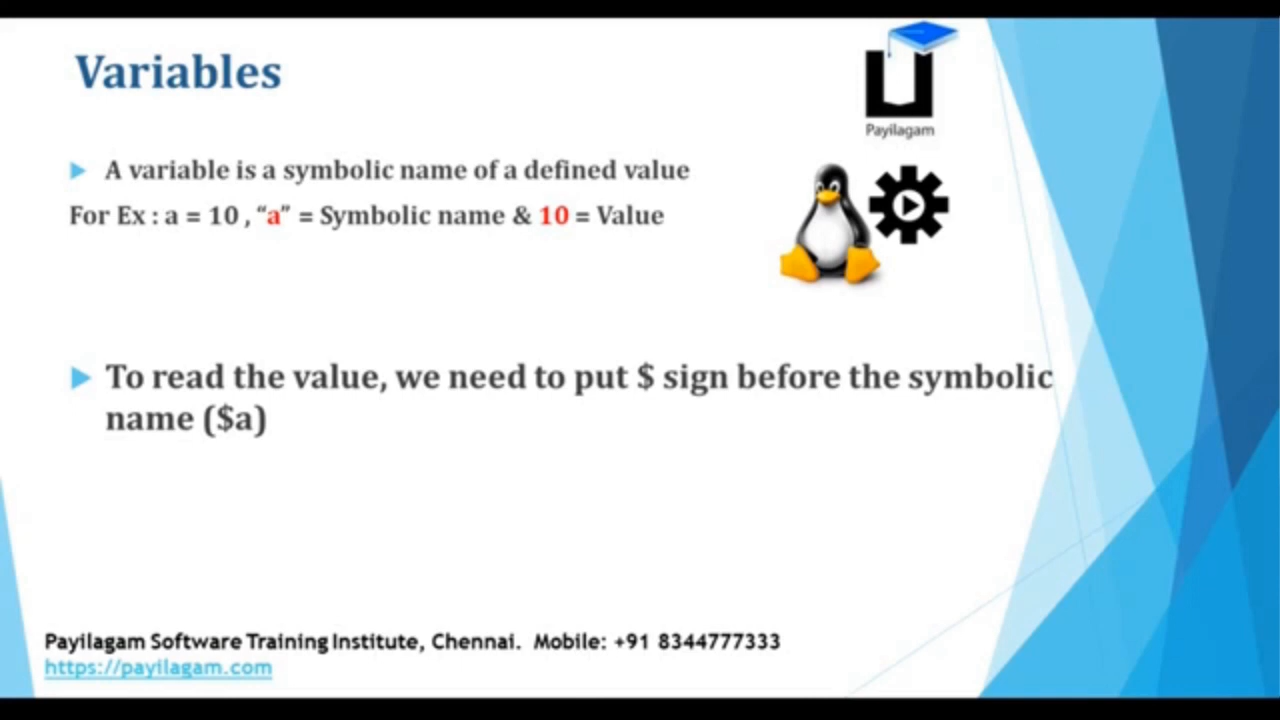 Variables
Payilagam
A variable is a symbolic name of a defined value
For Ex : a = 10 , “a” = Symbolic name & 10 = Value
To read the value, we need to put $ sign before the symbolic
name ($a)
Payilagam Software Training Institute, Chennai. Mobile: +91 8344777333
https://payilagam.com